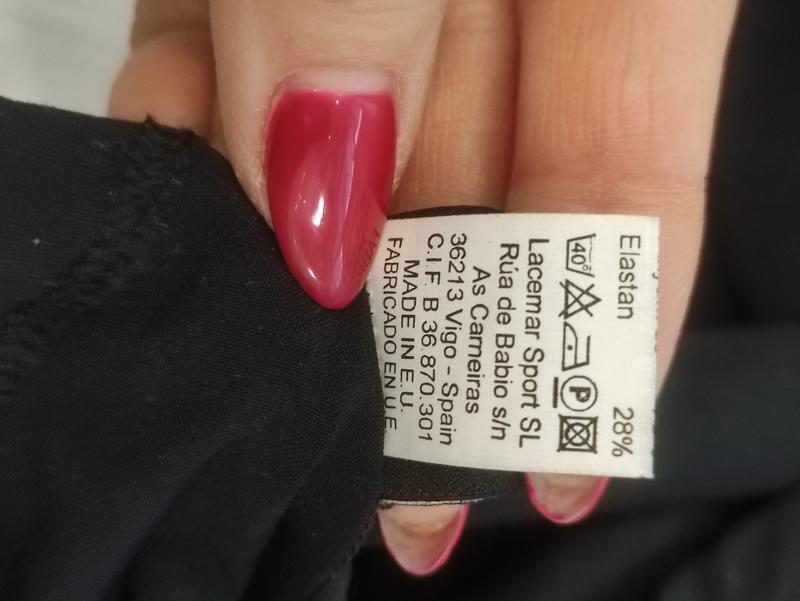 Elastan 28%
40° P
Lacemar Sport SL
Rúa de Babio s/n
As Carneiras
36213 Vigo - Spain
C.I.F. B 36.870.301
MADE IN E.U.
FABRICADO EN U.E.